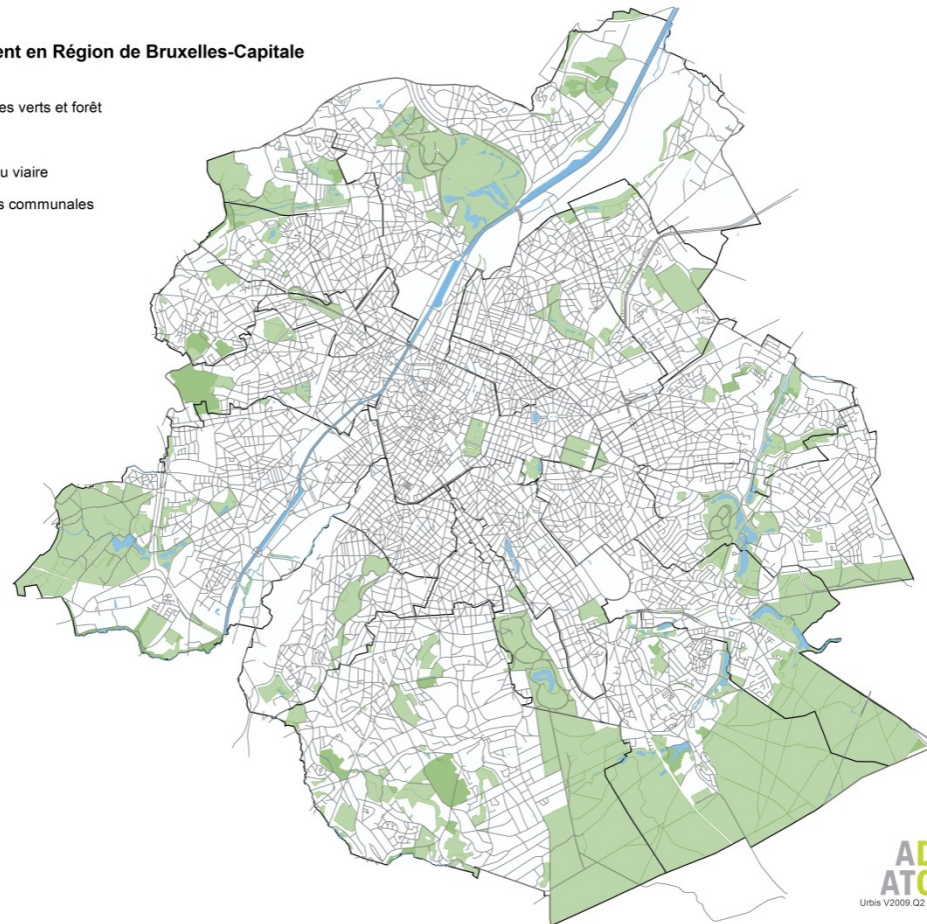 ent en Région de Bruxelles-Capitale
es verts et forêt
u viaire
s communales
AD
ATO
Urbis V2009.Q2